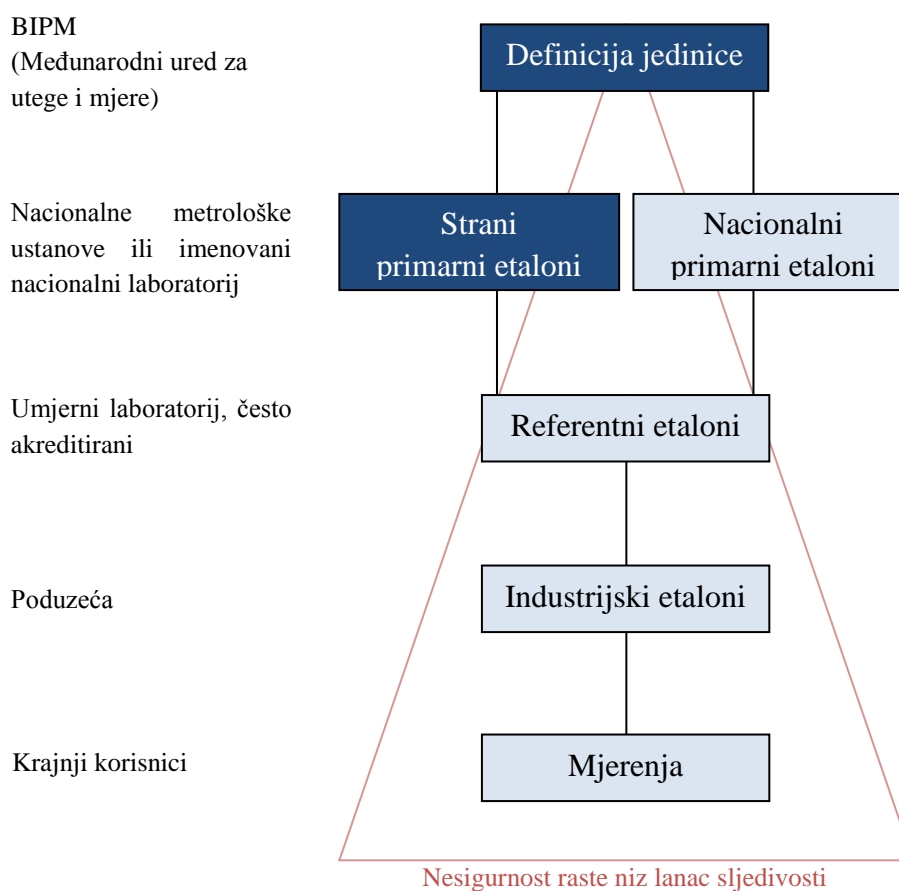 BIPM
(Međunarodni ured za
utege i mjere)
Definicija jedinice
Nacionalne metrološke
ustanove ili imenovani
nacionalni laboratorij
Strani
primarni etaloni
Nacionalni
primarni etaloni
Umjerni laboratorij, često
akreditirani
Referentni etaloni
Poduzeća
Industrijski etaloni
Krajnji korisnici
Mjerenja
Nesigurnost raste niz lanac sljedivosti